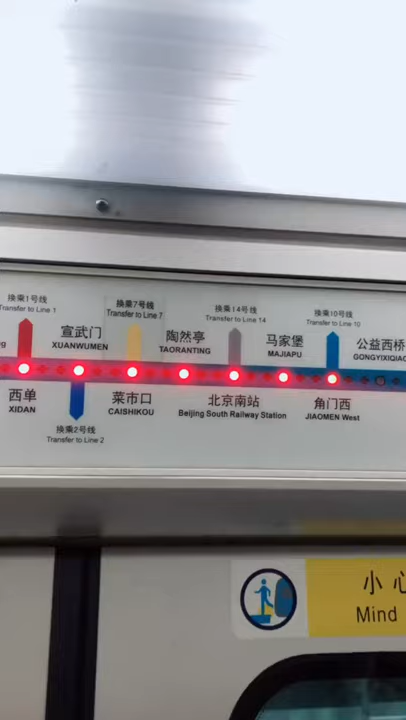 换乘1号线
Transfer to Line 1
换乘7号线
Transfer to Line 7
换乘14号线
Transfer to Line 14
换乘10号线
Transfer to Line 10
宣武门
XUANWUMEN
陶然亭
TAORANTING
马家堡
MAJIAPU
公益西桥
GONGYIXIQIAO
西单
XIDAN
菜市口
CAISHIKOU
北京南站
Beijing South Railway Station
角门西
JIAOMEN West
换乘2号线
Transfer to Line 2
小心
Mind